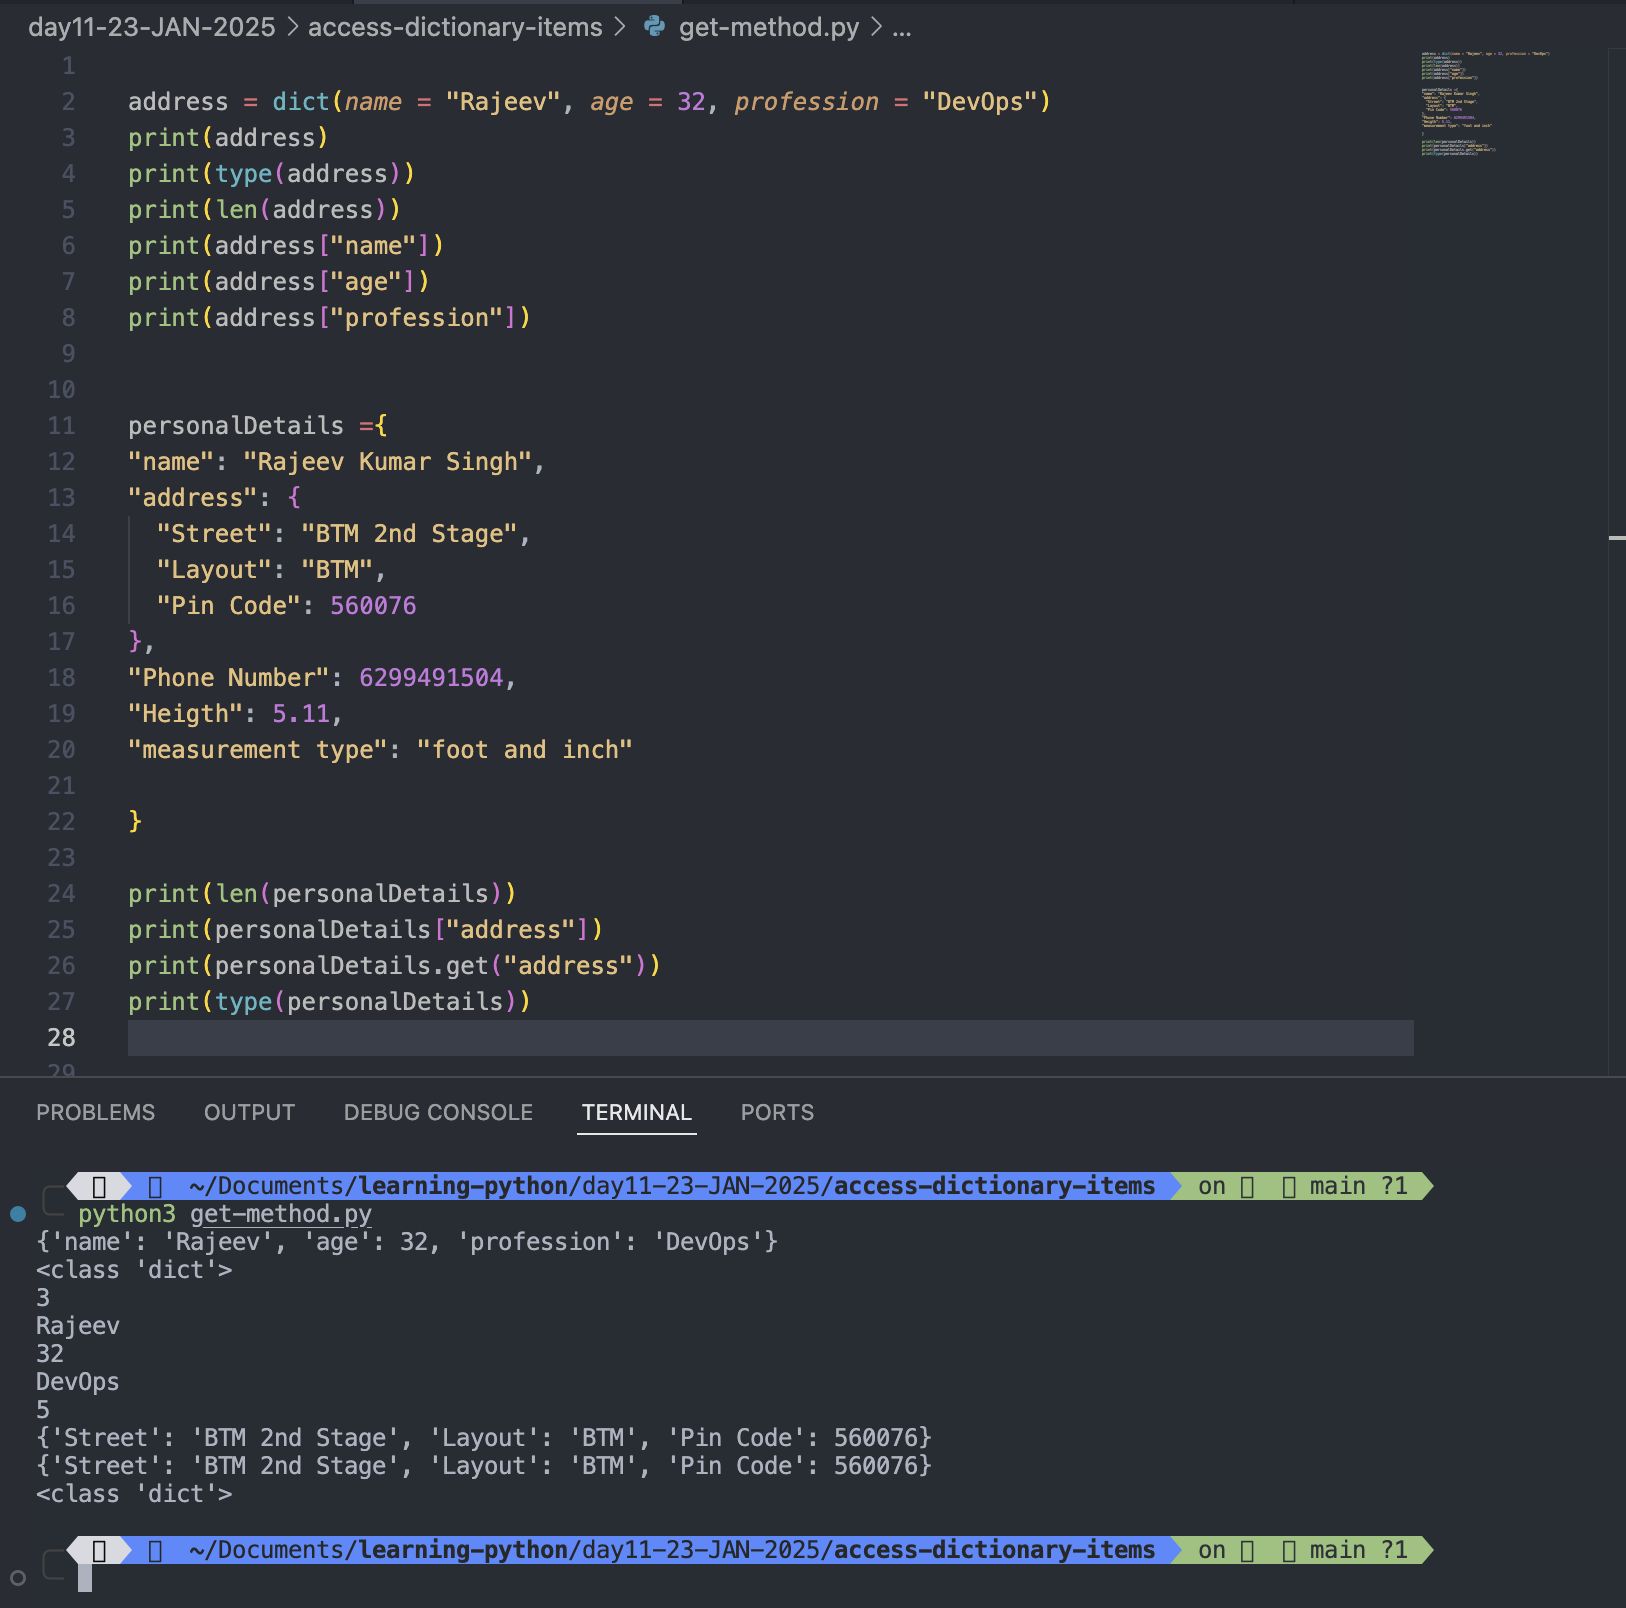 day11-23-JAN-2025 > access-dictionary-items > get-method.py > ...
1
2 address = dict(name = "Rajeev", age = 32, profession = "DevOps")
3 print(address)
4 print(type(address))
5 print(len(address))
6 print(address["name"])
7 print(address["age"])
8 print(address["profession"])
9
10
11 personalDetails ={
12 "name": "Rajeev Kumar Singh",
13 "address": {
14   "Street": "BTM 2nd Stage",
15   "Layout": "BTM",
16   "Pin Code": 560076
17 },
18 "Phone Number": 6299491504,
19 "Heigth": 5.11,
20 "measurement type": "foot and inch"
21
22 }
23
24 print(len(personalDetails))
25 print(personalDetails["address"])
26 print(personalDetails.get("address"))
27 print(type(personalDetails))
28
29
PROBLEMS OUTPUT DEBUG CONSOLE TERMINAL PORTS
~/Documents/learning-python/day11-23-JAN-2025/access-dictionary-items on main ?1
python3 get-method.py
{'name': 'Rajeev', 'age': 32, 'profession': 'DevOps'}
<class 'dict'>
3
Rajeev
32
DevOps
5
{'Street': 'BTM 2nd Stage', 'Layout': 'BTM', 'Pin Code': 560076}
{'Street': 'BTM 2nd Stage', 'Layout': 'BTM', 'Pin Code': 560076}
<class 'dict'>
~/Documents/learning-python/day11-23-JAN-2025/access-dictionary-items on main ?1